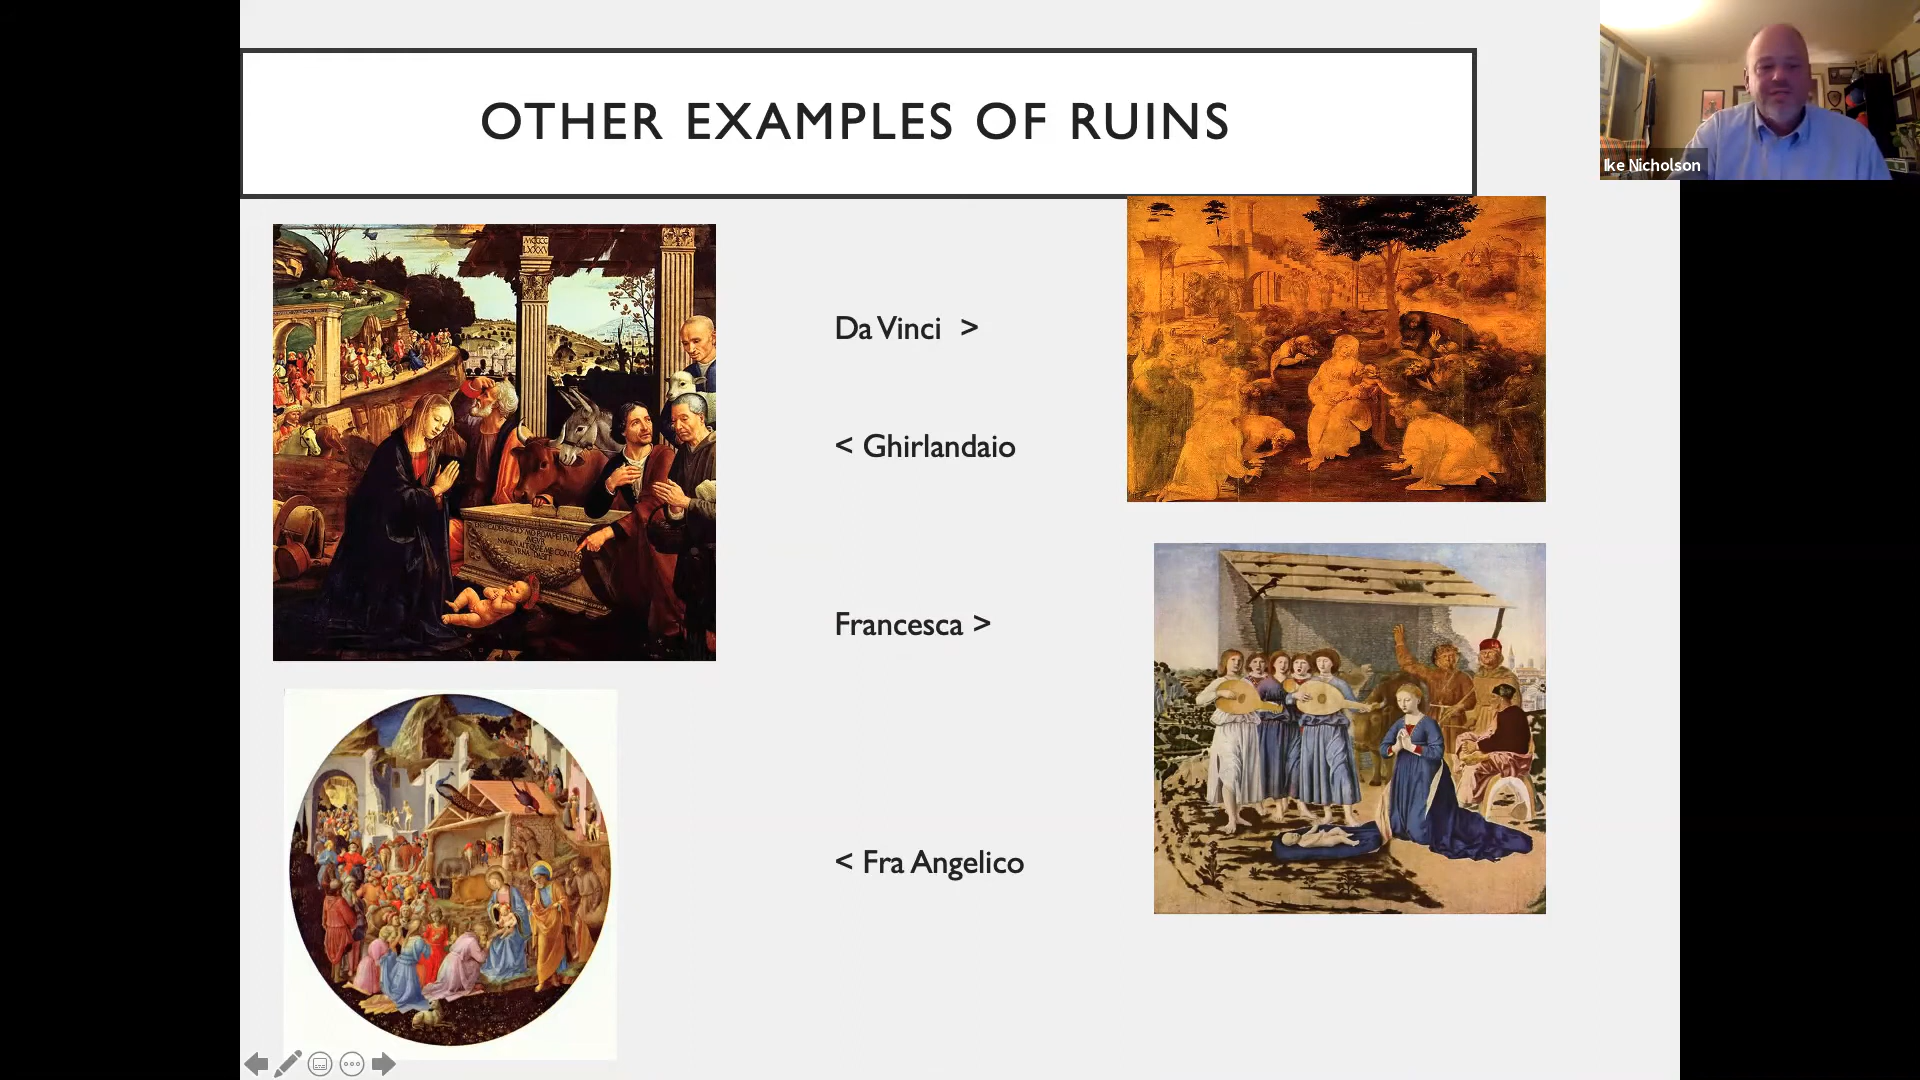 OTHER EXAMPLES OF RUINS
Ike Nicholson
Da Vinci >
< Ghirlandaio
Francesca >
< Fra Angelico